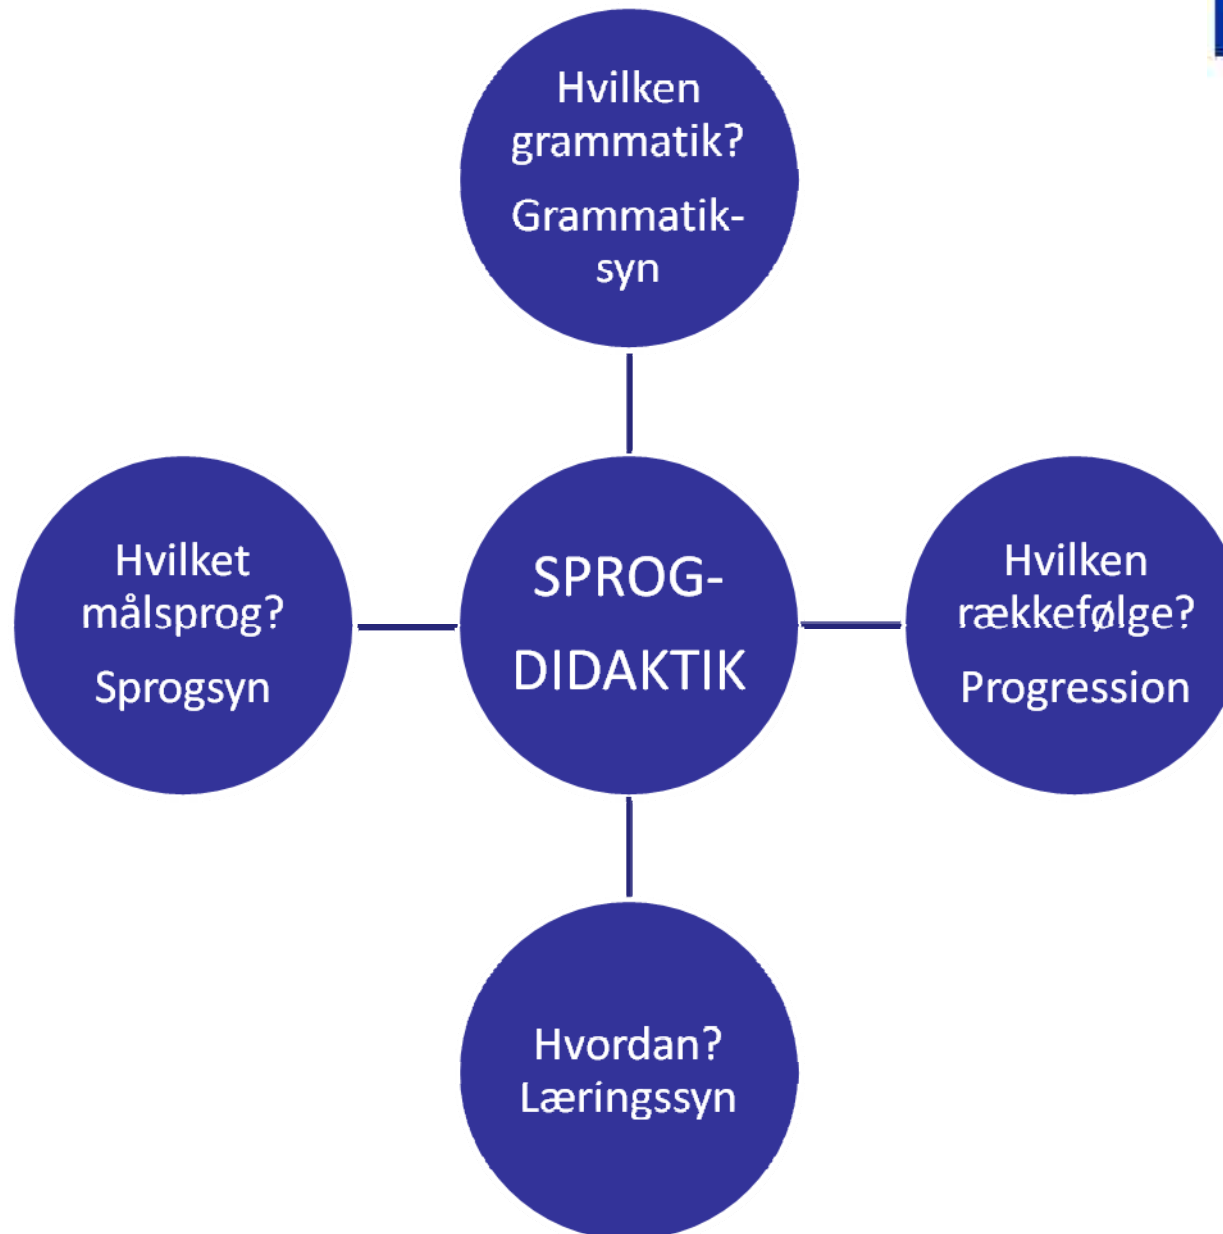 Hvilken
grammatik?
Grammatik-
syn
Hvilket
målsprog?
Sprogsyn
SPROG-
DIDAKTIK
Hvilken
rækkefølge?
Progression
Hvordan?
Læringssyn